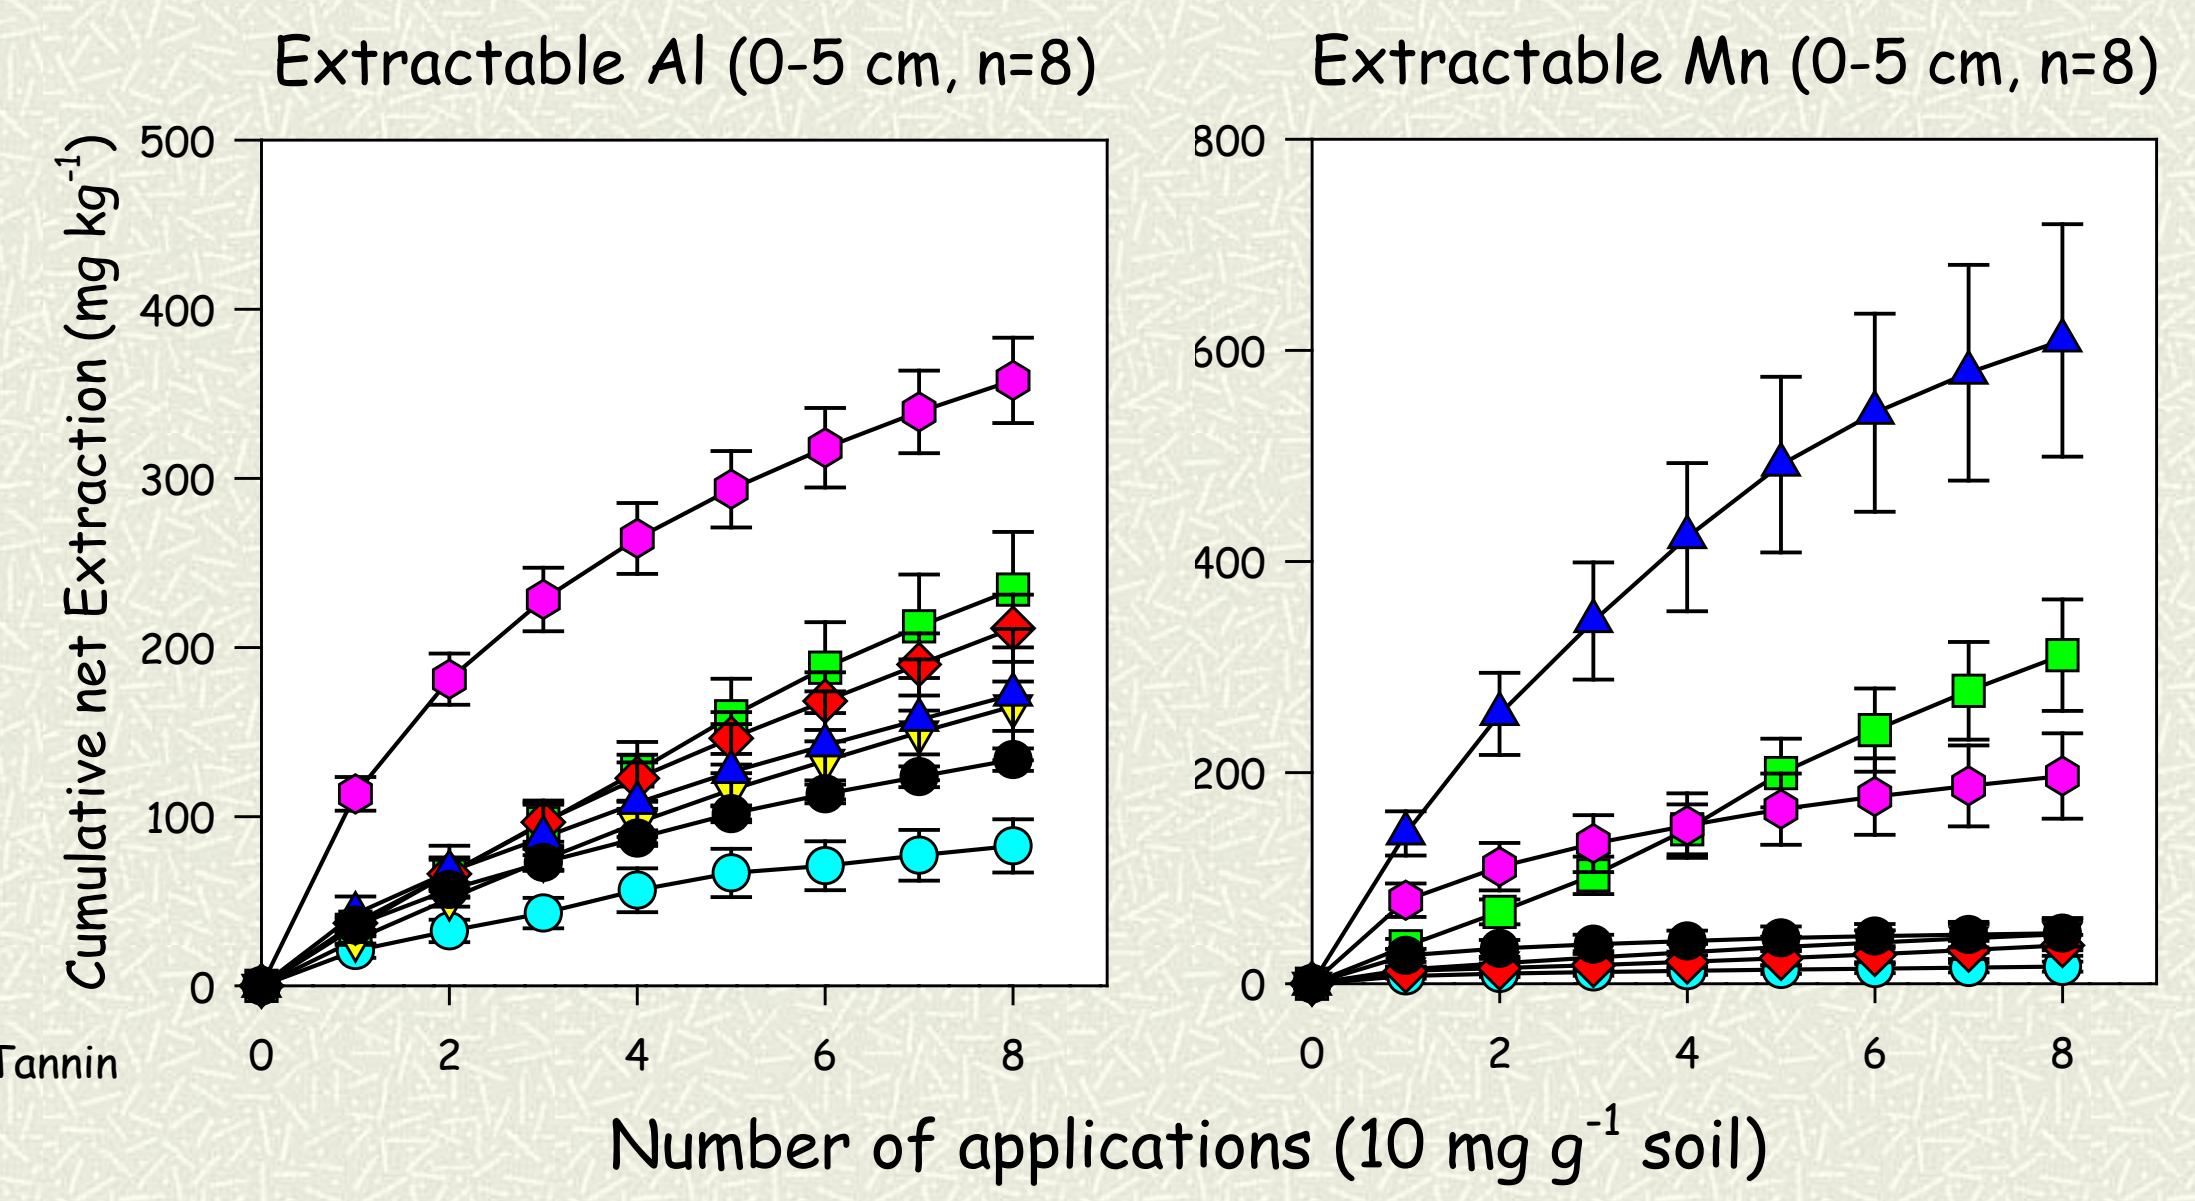 Extractable Al (0-5 cm, n=8)
Extractable Mn (0-5 cm, n=8)
Cumulative net Extraction (mg kg⁻¹)
500
400
300
200
100
0
800
600
400
200
0
0 2 4 6 8
0 2 4 6 8
Tannin
Number of applications (10 mg g⁻¹ soil)